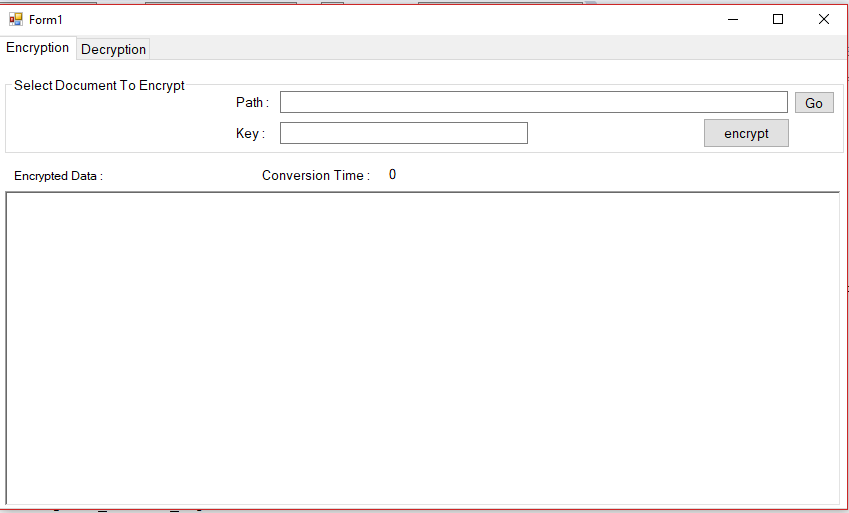 Form1
Encryption Decryption
Select Document To Encrypt
Path : Go
Key : encrypt
Encrypted Data : Conversion Time : 0